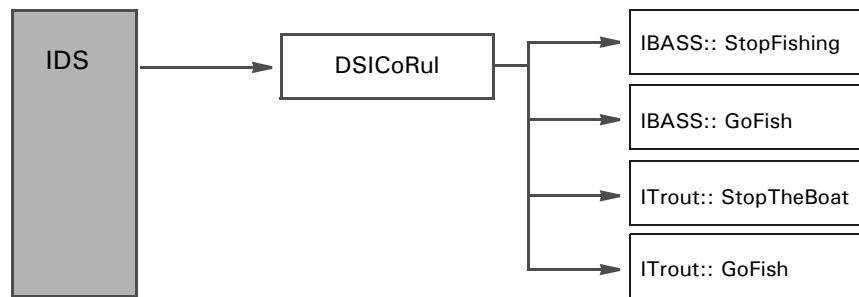 IDS
DSICoRul
IBASS:: StopFishing
IBASS:: GoFish
ITrout:: StopTheBoat
ITrout:: GoFish